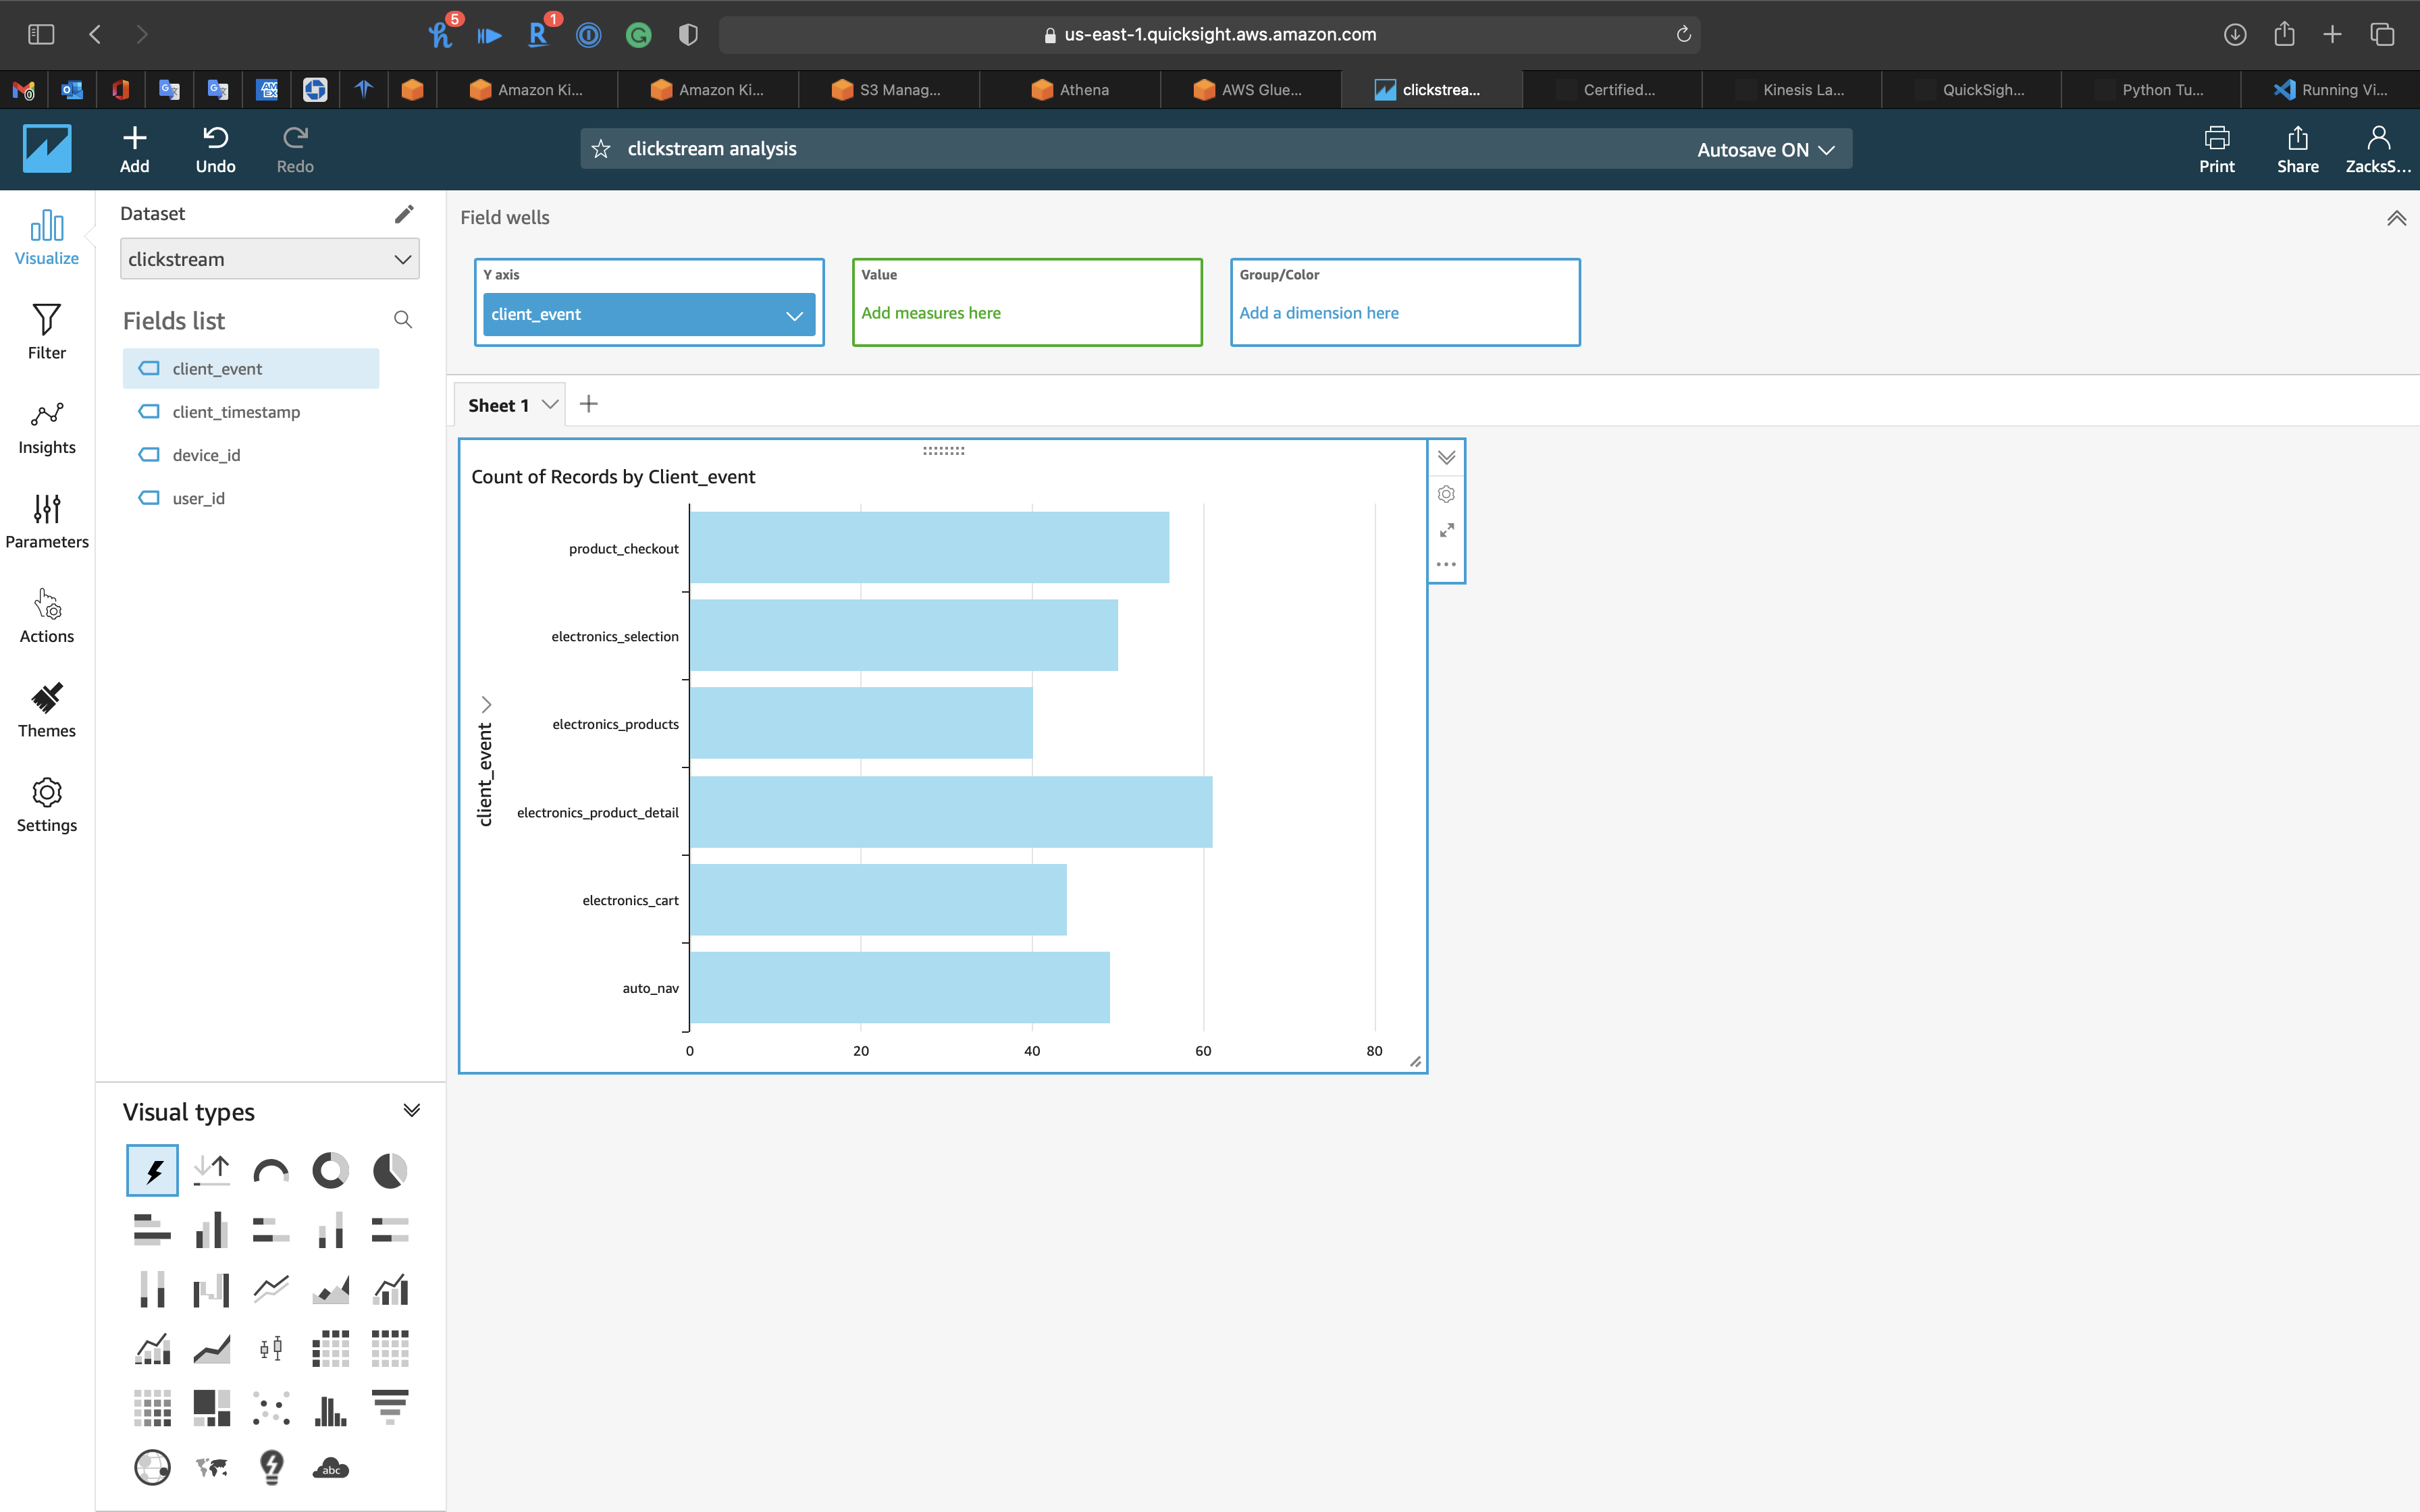 5
1
us-east-1.quicksight.aws.amazon.com
Amazon Ki...
Amazon Ki...
S3 Manag...
Athena
AWS Glue...
clickstrea...
Certified...
Kinesis La...
QuickSigh...
Python Tu...
Running Vi...
Add
Undo
Redo
clickstream analysis
Autosave ON
Print
Share
ZacksS...
Visualize
Filter
Insights
Parameters
Actions
Themes
Settings
Dataset
clickstream
Fields list
client_event
client_timestamp
device_id
user_id
Field wells
Y axis
client_event
Value
Add measures here
Group/Color
Add a dimension here
Sheet 1
Count of Records by Client_event
client_event
product_checkout
electronics_selection
electronics_products
electronics_product_detail
electronics_cart
auto_nav
0
20
40
60
80
Visual types
abc